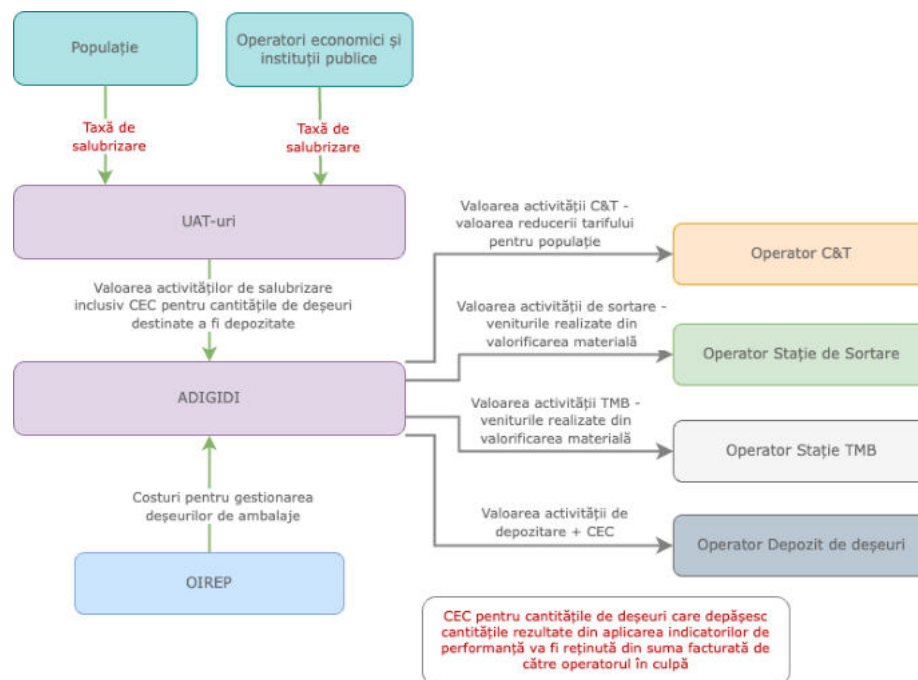 Populație
Operatori economici și
instituții publice
Taxă de
salubrizare
Taxă de
salubrizare
UAT-uri
Valoarea activității C&T -
valoarea reducerii tarifului
pentru populație
Operator C&T
Valoarea activităților de salubrizare
inclusiv CEC pentru cantitățile de deșeuri
destinate a fi depozitate
Valoarea activității de sortare -
veniturile realizate din
valorificarea materială
Operator Stație de Sortare
ADIGIDI
Valoarea activității TMB -
veniturile realizate din
valorificarea materială
Operator Stație TMB
Costuri pentru gestionarea
deșeurilor de ambalaje
Valoarea activității de
depozitare + CEC
Operator Depozit de deșeuri
OIREP
CEC pentru cantitățile de deșeuri care depășesc
cantitățile rezultate din aplicarea indicatorilor de
performanță va fi reținută din suma facturată de
către operatorul în culpă